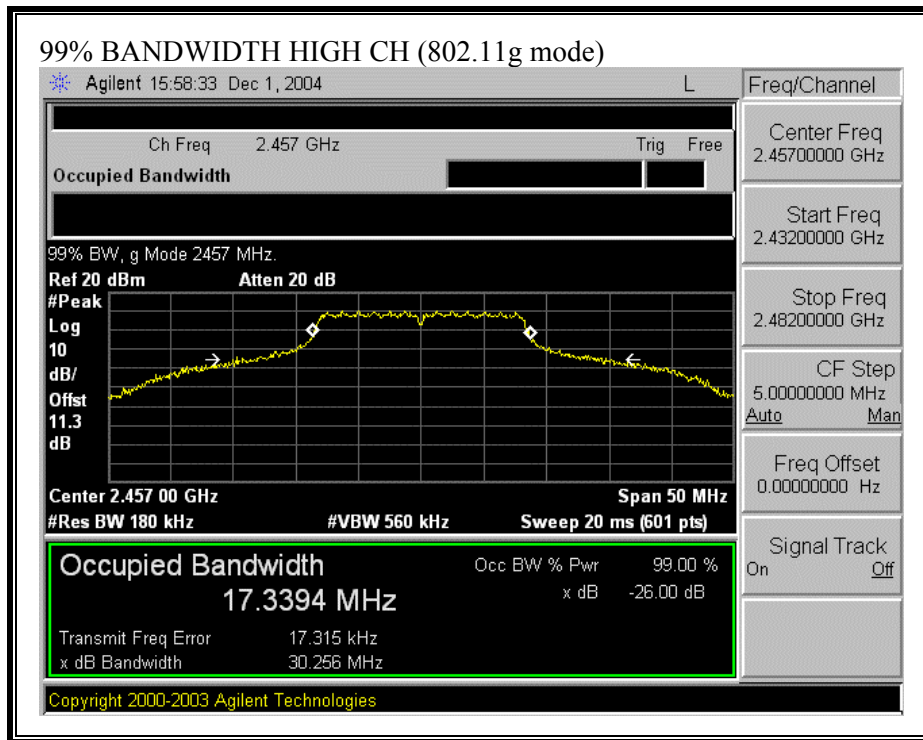 99% BANDWIDTH HIGH CH (802.11g mode)
Agilent 15:58:33 Dec 1, 2004 L
Freq/Channel
Ch Freq 2.457 GHz Trig Free
Occupied Bandwidth
Center Freq
2.45700000 GHz
Start Freq
2.43200000 GHz
Stop Freq
2.48200000 GHz
CF Step
5.00000000 MHz
Auto Man
Freq Offset
0.00000000 Hz
Signal Track
On Off
99% BW, g Mode 2457 MHz.
Ref 20 dBm Atten 20 dB
#Peak
Log
10
dB/
Offst
11.3
dB
Center 2.457 00 GHz Span 50 MHz
#Res BW 180 kHz #VBW 560 kHz Sweep 20 ms (601 pts)
Occupied Bandwidth Occ BW % Pwr 99.00 %
17.3394 MHz x dB -26.00 dB
Transmit Freq Error 17.315 kHz
x dB Bandwidth 30.256 MHz
Copyright 2000-2003 Agilent Technologies